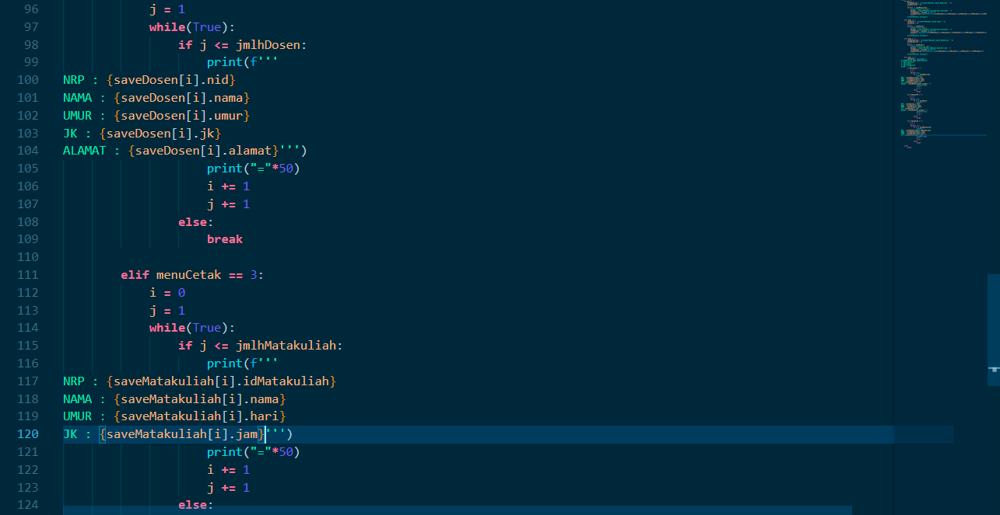 96 j = 1
97 while(True):
98 if j <= jmlhDosen:
99 print(f'''
100 NRP : {saveDosen[i].nid}
101 NAMA : {saveDosen[i].nama}
102 UMUR : {saveDosen[i].umur}
103 JK : {saveDosen[i].jk}
104 ALAMAT : {saveDosen[i].alamat}''')
105 print("="*50)
106 i += 1
107 j += 1
108 else:
109 break
110
111 elif menuCetak == 3:
112 i = 0
113 j = 1
114 while(True):
115 if j <= jmlhMatakuliah:
116 print(f'''
117 NRP : {saveMatakuliah[i].idMatakuliah}
118 NAMA : {saveMatakuliah[i].nama}
119 UMUR : {saveMatakuliah[i].hari}
120 JK : {saveMatakuliah[i].jam}''')
121 print("="*50)
122 i += 1
123 j += 1
124 else: